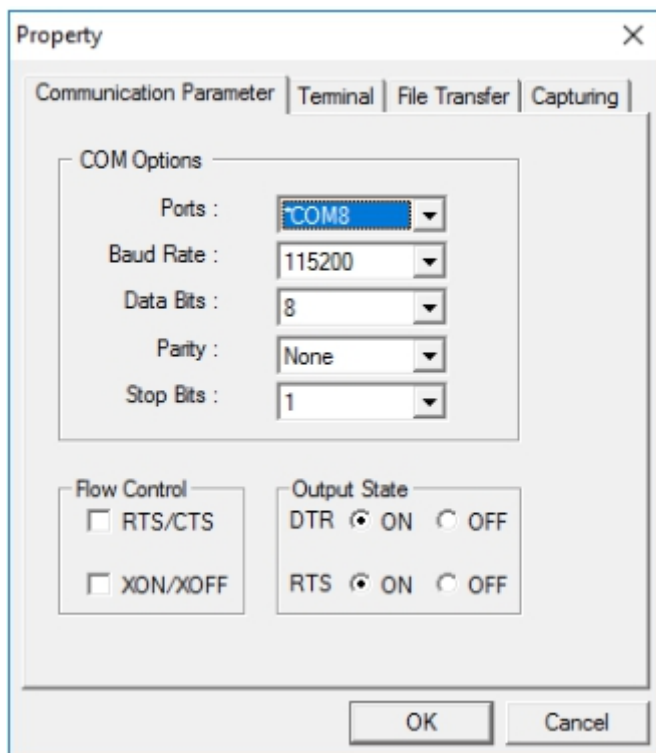 Property
Communication Parameter Terminal File Transfer Capturing
COM Options
Ports : *COM8
Baud Rate : 115200
Data Bits : 8
Parity : None
Stop Bits : 1
Flow Control
RTS/CTS
XON/XOFF
Output State
DTR ON OFF
RTS ON OFF
OK Cancel